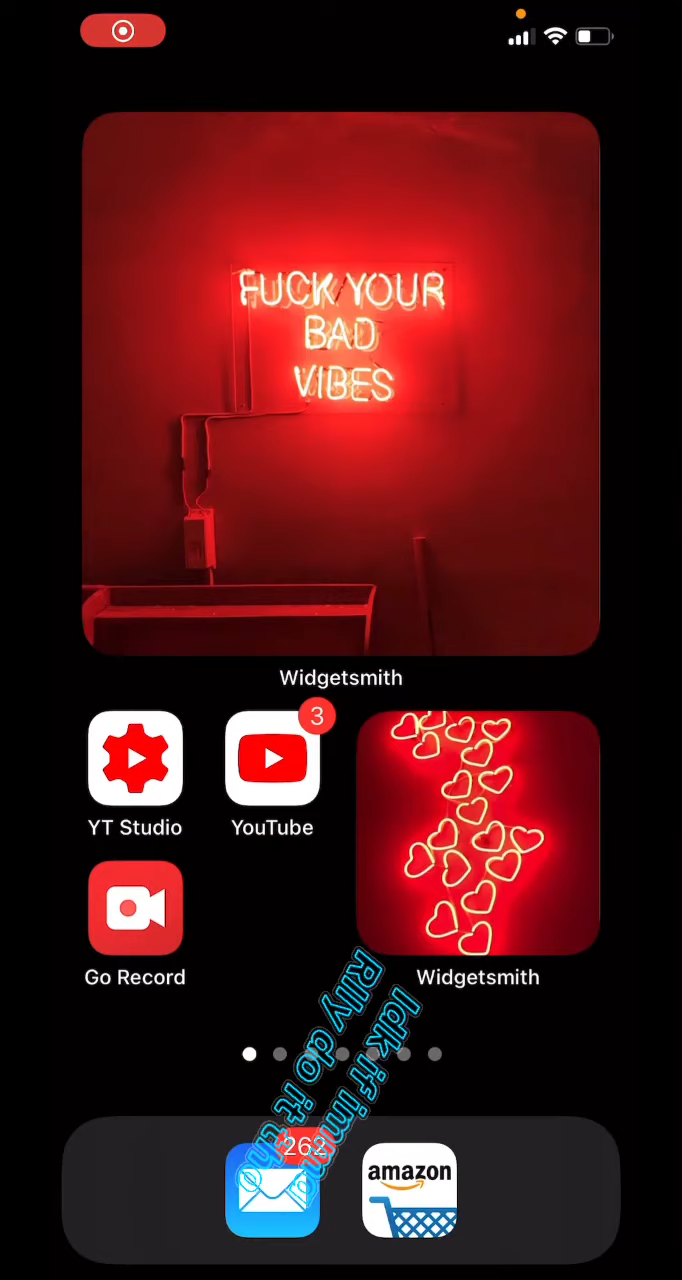 FUCK YOUR
BAD
VIBES
Widgetsmith
3
YT Studio
YouTube
Go Record
Widgetsmith
Idk if im
Rlly do it
262
amazon